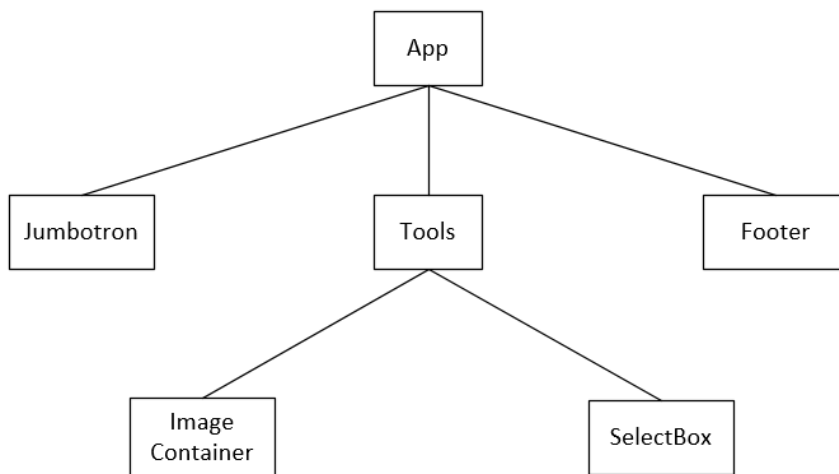 App
Jumbotron
Tools
Footer
Image
Container
SelectBox